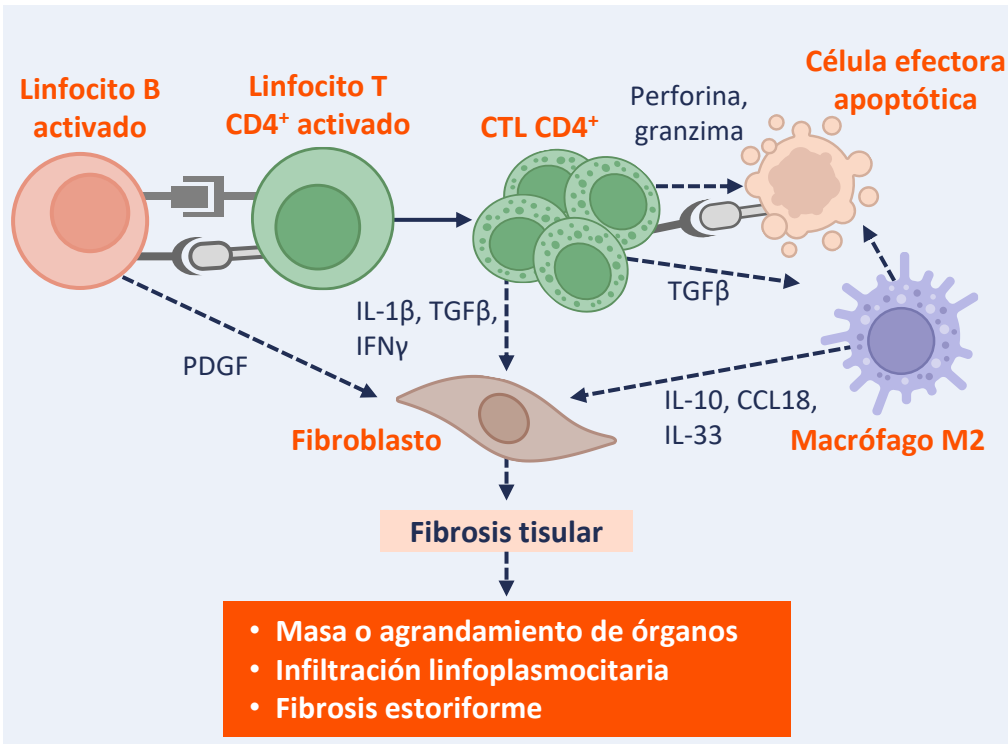 Linfocito B
activado
Linfocito T
CD4⁺ activado
CTL CD4⁺
Perforina,
granzima
Célula efectora
apoptótica
TGFβ
IL-1β, TGFβ,
IFNγ
PDGF
IL-10, CCL18,
IL-33
Fibroblasto
Macrófago M2
Fibrosis tisular
• Masa o agrandamiento de órganos
• Infiltración linfoplasmocitaria
• Fibrosis estoriforme